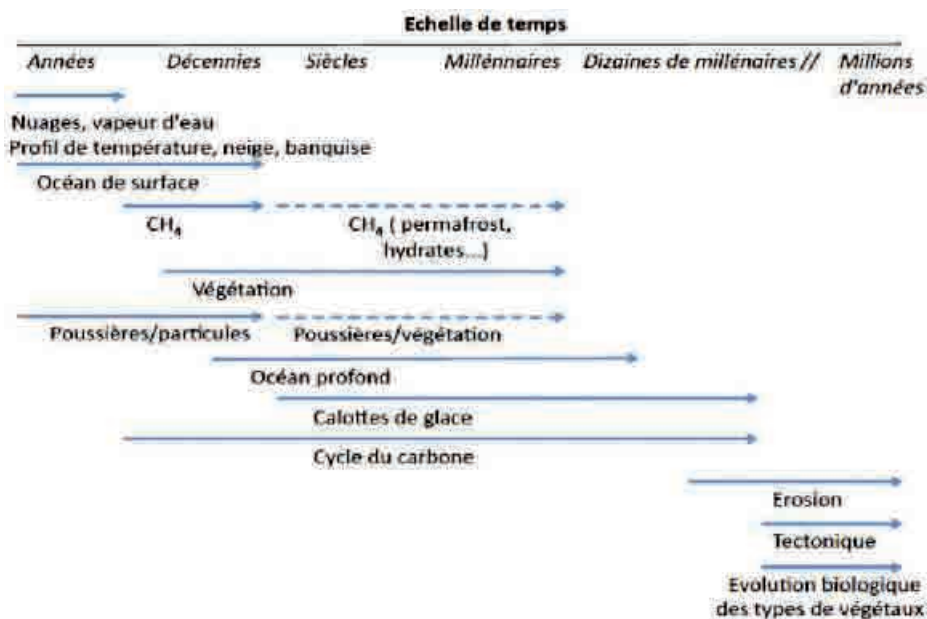 Echelle de temps
Années Décennies Siècles Millénnaires Dizaines de millénaires // Millions
d'années
Nuages, vapeur d'eau
Profil de température, neige, banquise
Océan de surface
CH₄ CH₄ ( permafrost,
hydrates...)
Végétation
Poussières/particules Poussières/végétation
Océan profond
Calottes de glace
Cycle du carbone
Erosion
Tectonique
Evolution biologique
des types de végétaux